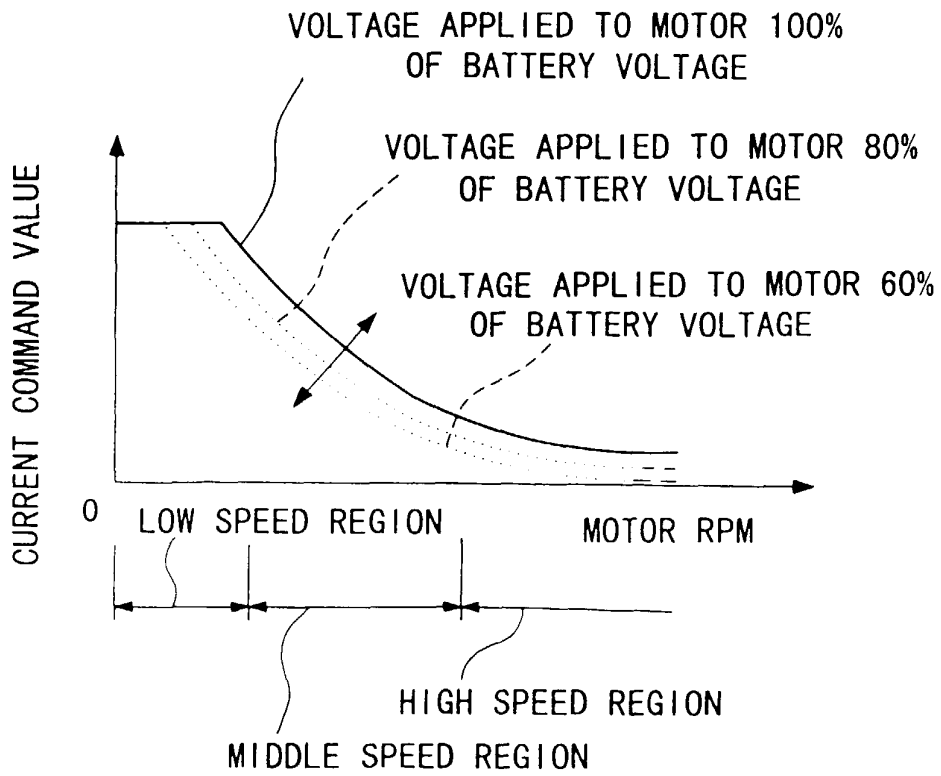 VOLTAGE APPLIED TO MOTOR 100%
OF BATTERY VOLTAGE
VOLTAGE APPLIED TO MOTOR 80%
OF BATTERY VOLTAGE
VOLTAGE APPLIED TO MOTOR 60%
OF BATTERY VOLTAGE
CURRENT COMMAND VALUE
0
LOW SPEED REGION
MOTOR RPM
HIGH SPEED REGION
MIDDLE SPEED REGION